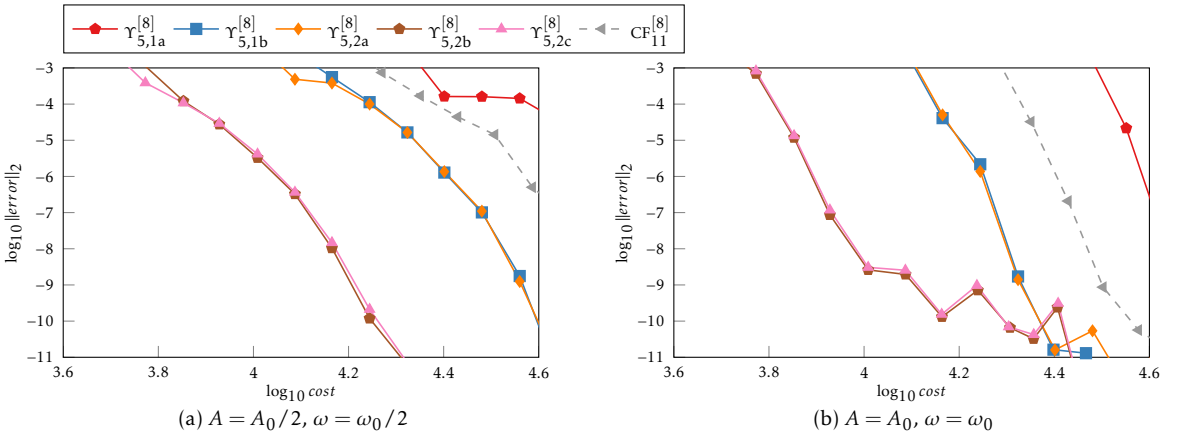 ϒ[8]5,1a ϒ[8]5,1b ϒ[8]5,2a ϒ[8]5,2b ϒ[8]5,2c CF[8]11
−3
−4
−5
−6
−7
−8
−9
−10
−11
log10 ||error||2
3.6 3.8 4 4.2 4.4 4.6
log10 cost
(a) A = A0/2, ω = ω0/2
−3
−4
−5
−6
−7
−8
−9
−10
−11
log10 ||error||2
3.6 3.8 4 4.2 4.4 4.6
log10 cost
(b) A = A0, ω = ω0